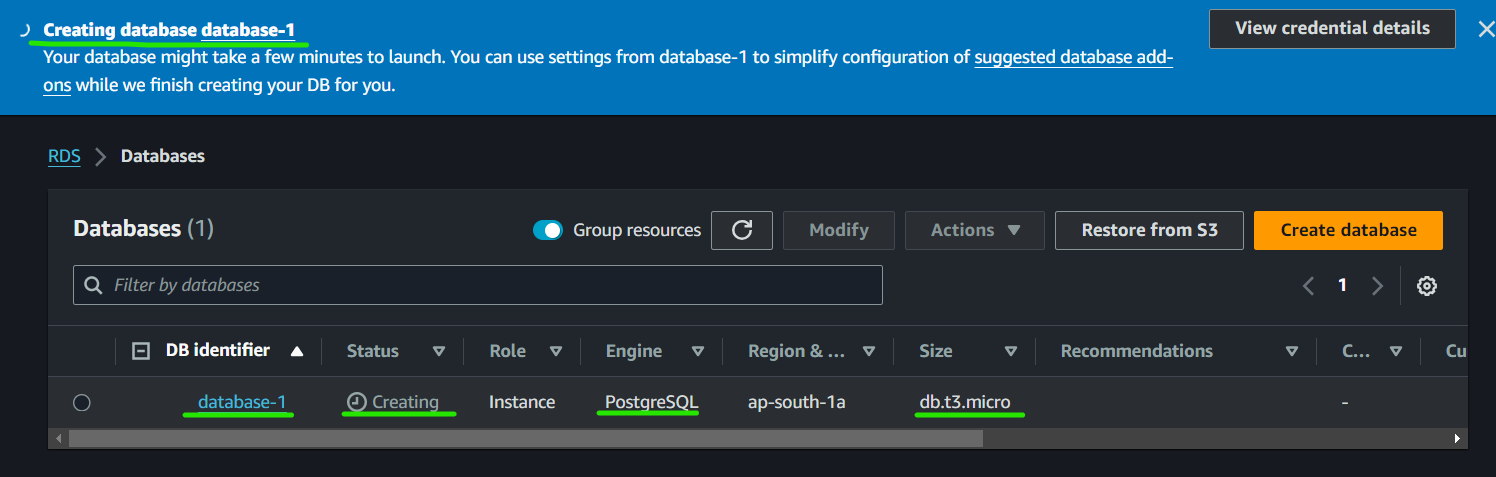 Creating database database-1
View credential details
Your database might take a few minutes to launch. You can use settings from database-1 to simplify configuration of suggested database add-
ons while we finish creating your DB for you.
RDS > Databases
Databases (1)
Group resources
Modify
Actions
Restore from S3
Create database
Filter by databases
1
DB identifier
Status
Role
Engine
Region & ...
Size
Recommendations
C...
Cu
database-1
Creating
Instance
PostgreSQL
ap-south-1a
db.t3.micro
-